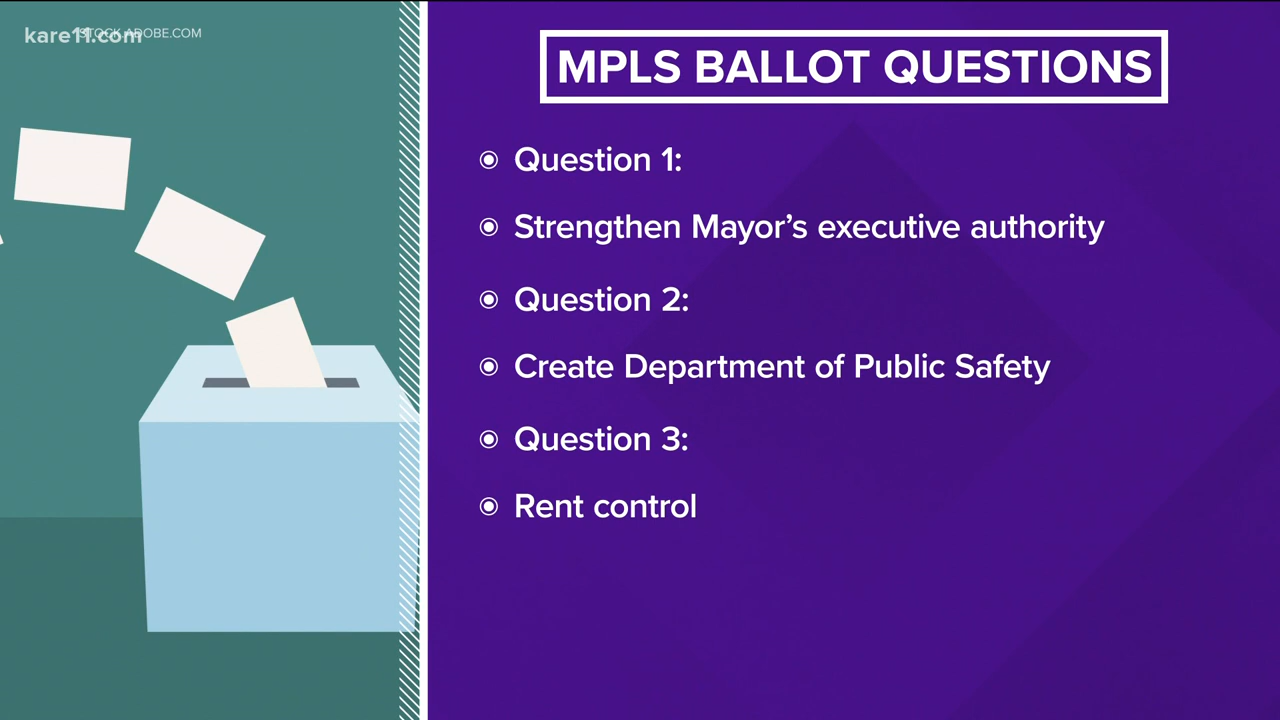 kare11.com
STOCK.ADOBE.COM
MPLS BALLOT QUESTIONS
Question 1:
Strengthen Mayor’s executive authority
Question 2:
Create Department of Public Safety
Question 3:
Rent control